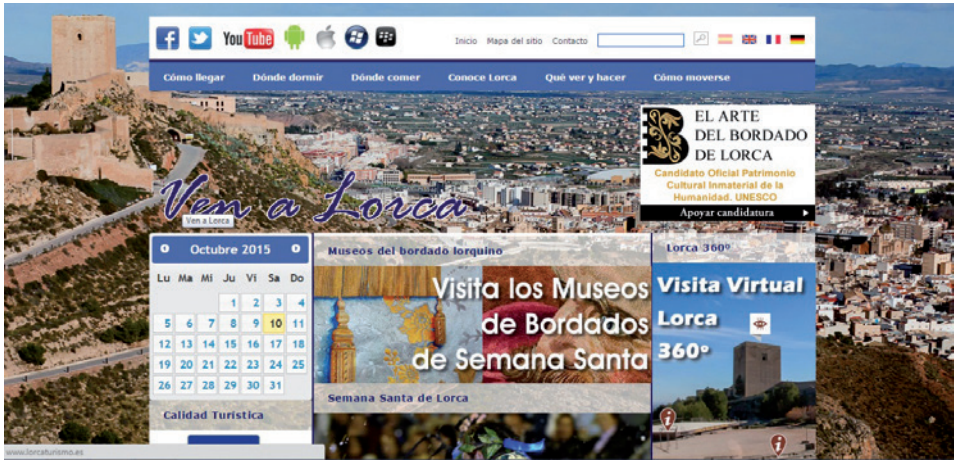 You Tube
Inicio Mapa del sitio Contacto
Cómo llegar Dónde dormir Dónde comer Conoce Lorca Qué ver y hacer Cómo moverse
EL ARTE
DEL BORDADO
DE LORCA
Candidato Oficial Patrimonio
Cultural Inmaterial de la
Humanidad. UNESCO
Apoyar candidatura
Ven a Lorca
Ven a Lorca
Octubre 2015
Lu Ma Mi Ju Vi Sa Do
1 2 3 4
5 6 7 8 9 10 11
12 13 14 15 16 17 18
19 20 21 22 23 24 25
26 27 28 29 30 31
Calidad Turística
Museos del bordado lorquino
Visita los Museos
de Bordados
de Semana Santa
Semana Santa de Lorca
Lorca 360º
Visita Virtual
Lorca
360º
www.lorcaturismo.es